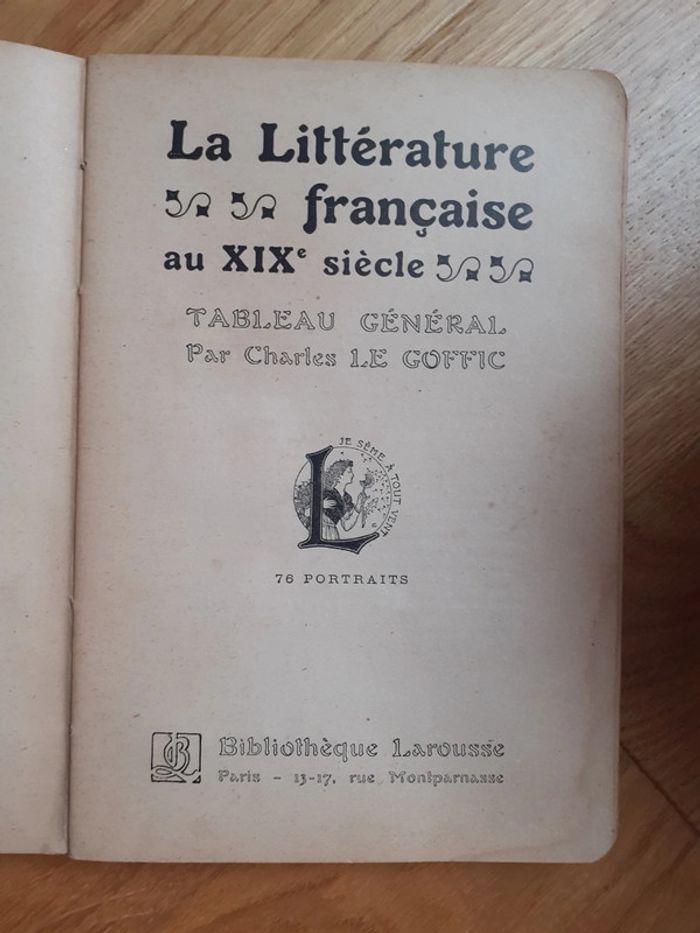 La Littérature
française
au XIXe siècle
TABLEAU GÉNÉRAL
Par Charles LE GOFFIC
L
JE SÈME À TOUT VENT
76 PORTRAITS
Bibliothèque Larousse
Paris - 13-17, rue Montparnasse